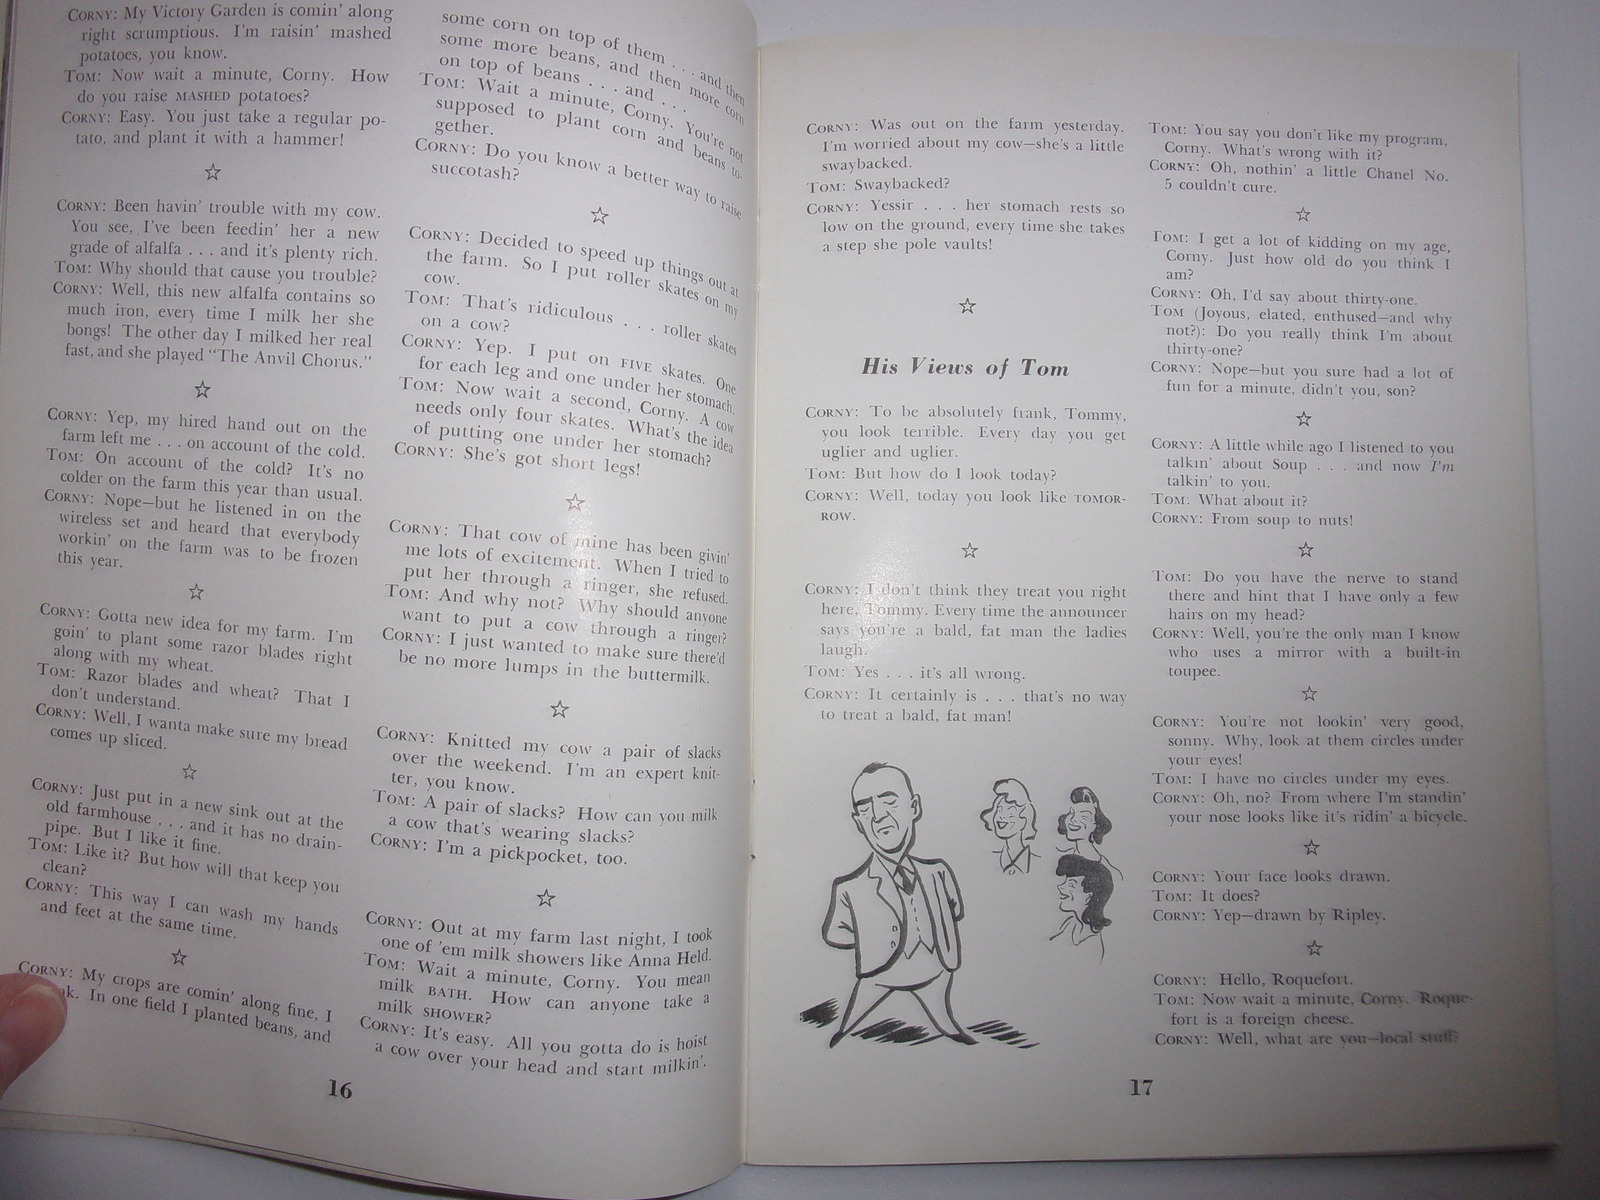 CORNY: My Victory Garden is comin' along
right scrumptious. I'm raisin' mashed
potatoes, you know.
TOM: Now wait a minute, Corny. How
do you raise MASHED potatoes?
CORNY: Easy. You just take a regular po-
tato, and plant it with a hammer!
☆
CORNY: Been havin' trouble with my cow.
You see, I've been feedin' her a new
grade of alfalfa . . . and it's plenty rich.
TOM: Why should that cause you trouble?
CORNY: Well, this new alfalfa contains so
much iron, every time I milk her she
bongs! The other day I milked her real
fast, and she played "The Anvil Chorus."
☆
CORNY: Yep, my hired hand out on the
farm left me . . . on account of the cold.
TOM: On account of the cold? It's no
colder on the farm this year than usual.
CORNY: Nope—but he listened in on the
wireless set and heard that everybody
workin' on the farm was to be frozen
this year.
☆
CORNY: Gotta new idea for my farm. I'm
goin' to plant some razor blades right
along with my wheat.
TOM: Razor blades and wheat? That I
don't understand.
CORNY: Well, I wanta make sure my bread
comes up sliced.
☆
CORNY: Just put in a new sink out at the
old farmhouse . . . and it has no drain-
pipe. But I like it fine.
TOM: Like it? But how will that keep you
clean?
CORNY: This way I can wash my hands
and feet at the same time.
☆
CORNY: My crops are comin' along fine, I
In one field I planted beans, and
some corn on top of them . . . and then
some more beans, and then more corn
on top of beans . . . and . . .
TOM: Wait a minute, Corny. You're not
supposed to plant corn and beans to-
gether.
CORNY: Do you know a better way to raise
succotash?
☆
CORNY: Decided to speed up things out at
the farm. So I put roller skates on my
cow.
TOM: That's ridiculous . . . roller skates
on a cow?
CORNY: Yep. I put on FIVE skates. One
for each leg and one under her stomach.
TOM: Now wait a second, Corny. A cow
needs only four skates. What's the idea
of putting one under her stomach?
CORNY: She's got short legs!
☆
CORNY: That cow of mine has been givin'
me lots of excitement. When I tried to
put her through a ringer, she refused.
TOM: And why not? Why should anyone
want to put a cow through a ringer?
CORNY: I just wanted to make sure there'd
be no more lumps in the buttermilk.
☆
CORNY: Knitted my cow a pair of slacks
over the weekend. I'm an expert knit-
ter, you know.
TOM: A pair of slacks? How can you milk
a cow that's wearing slacks?
CORNY: I'm a pickpocket, too.
☆
CORNY: Out at my farm last night, I took
one of 'em milk showers like Anna Held.
TOM: Wait a minute, Corny. You mean
milk BATH. How can anyone take a
milk SHOWER?
CORNY: It's easy. All you gotta do is hoist
a cow over your head and start milkin'.
16
CORNY: Was out on the farm yesterday.
I'm worried about my cow—she's a little
swaybacked.
TOM: Swaybacked?
CORNY: Yessir . . . her stomach rests so
low on the ground, every time she takes
a step she pole vaults!
☆
His Views of Tom
CORNY: To be absolutely frank, Tommy,
you look terrible. Every day you get
uglier and uglier.
TOM: But how do I look today?
CORNY: Well, today you look like TOMOR-
ROW.
☆
CORNY: I don't think they treat you right
here, Tommy. Every time the announcer
says you're a bald, fat man the ladies
laugh.
TOM: Yes . . . it's all wrong.
CORNY: It certainly is . . . that's no way
to treat a bald, fat man!
TOM: You say you don't like my program,
Corny. What's wrong with it?
CORNY: Oh, nothin' a little Chanel No.
5 couldn't cure.
☆
TOM: I get a lot of kidding on my age,
Corny. Just how old do you think I
am?
CORNY: Oh, I'd say about thirty-one.
TOM (Joyous, elated, enthused—and why
not?): Do you really think I'm about
thirty-one?
CORNY: Nope—but you sure had a lot of
fun for a minute, didn't you, son?
☆
CORNY: A little while ago I listened to you
talkin' about Soup . . . and now I'm
talkin' to you.
TOM: What about it?
CORNY: From soup to nuts!
☆
TOM: Do you have the nerve to stand
there and hint that I have only a few
hairs on my head?
CORNY: Well, you're the only man I know
who uses a mirror with a built-in
toupee.
☆
CORNY: You're not lookin' very good,
sonny. Why, look at them circles under
your eyes!
TOM: I have no circles under my eyes.
CORNY: Oh, no? From where I'm standin'
your nose looks like it's ridin' a bicycle.
☆
CORNY: Your face looks drawn.
TOM: It does?
CORNY: Yep—drawn by Ripley.
☆
CORNY: Hello, Roquefort.
TOM: Now wait a minute, Corny. Roque-
fort is a foreign cheese.
CORNY: Well, what are you—local stuff?
17